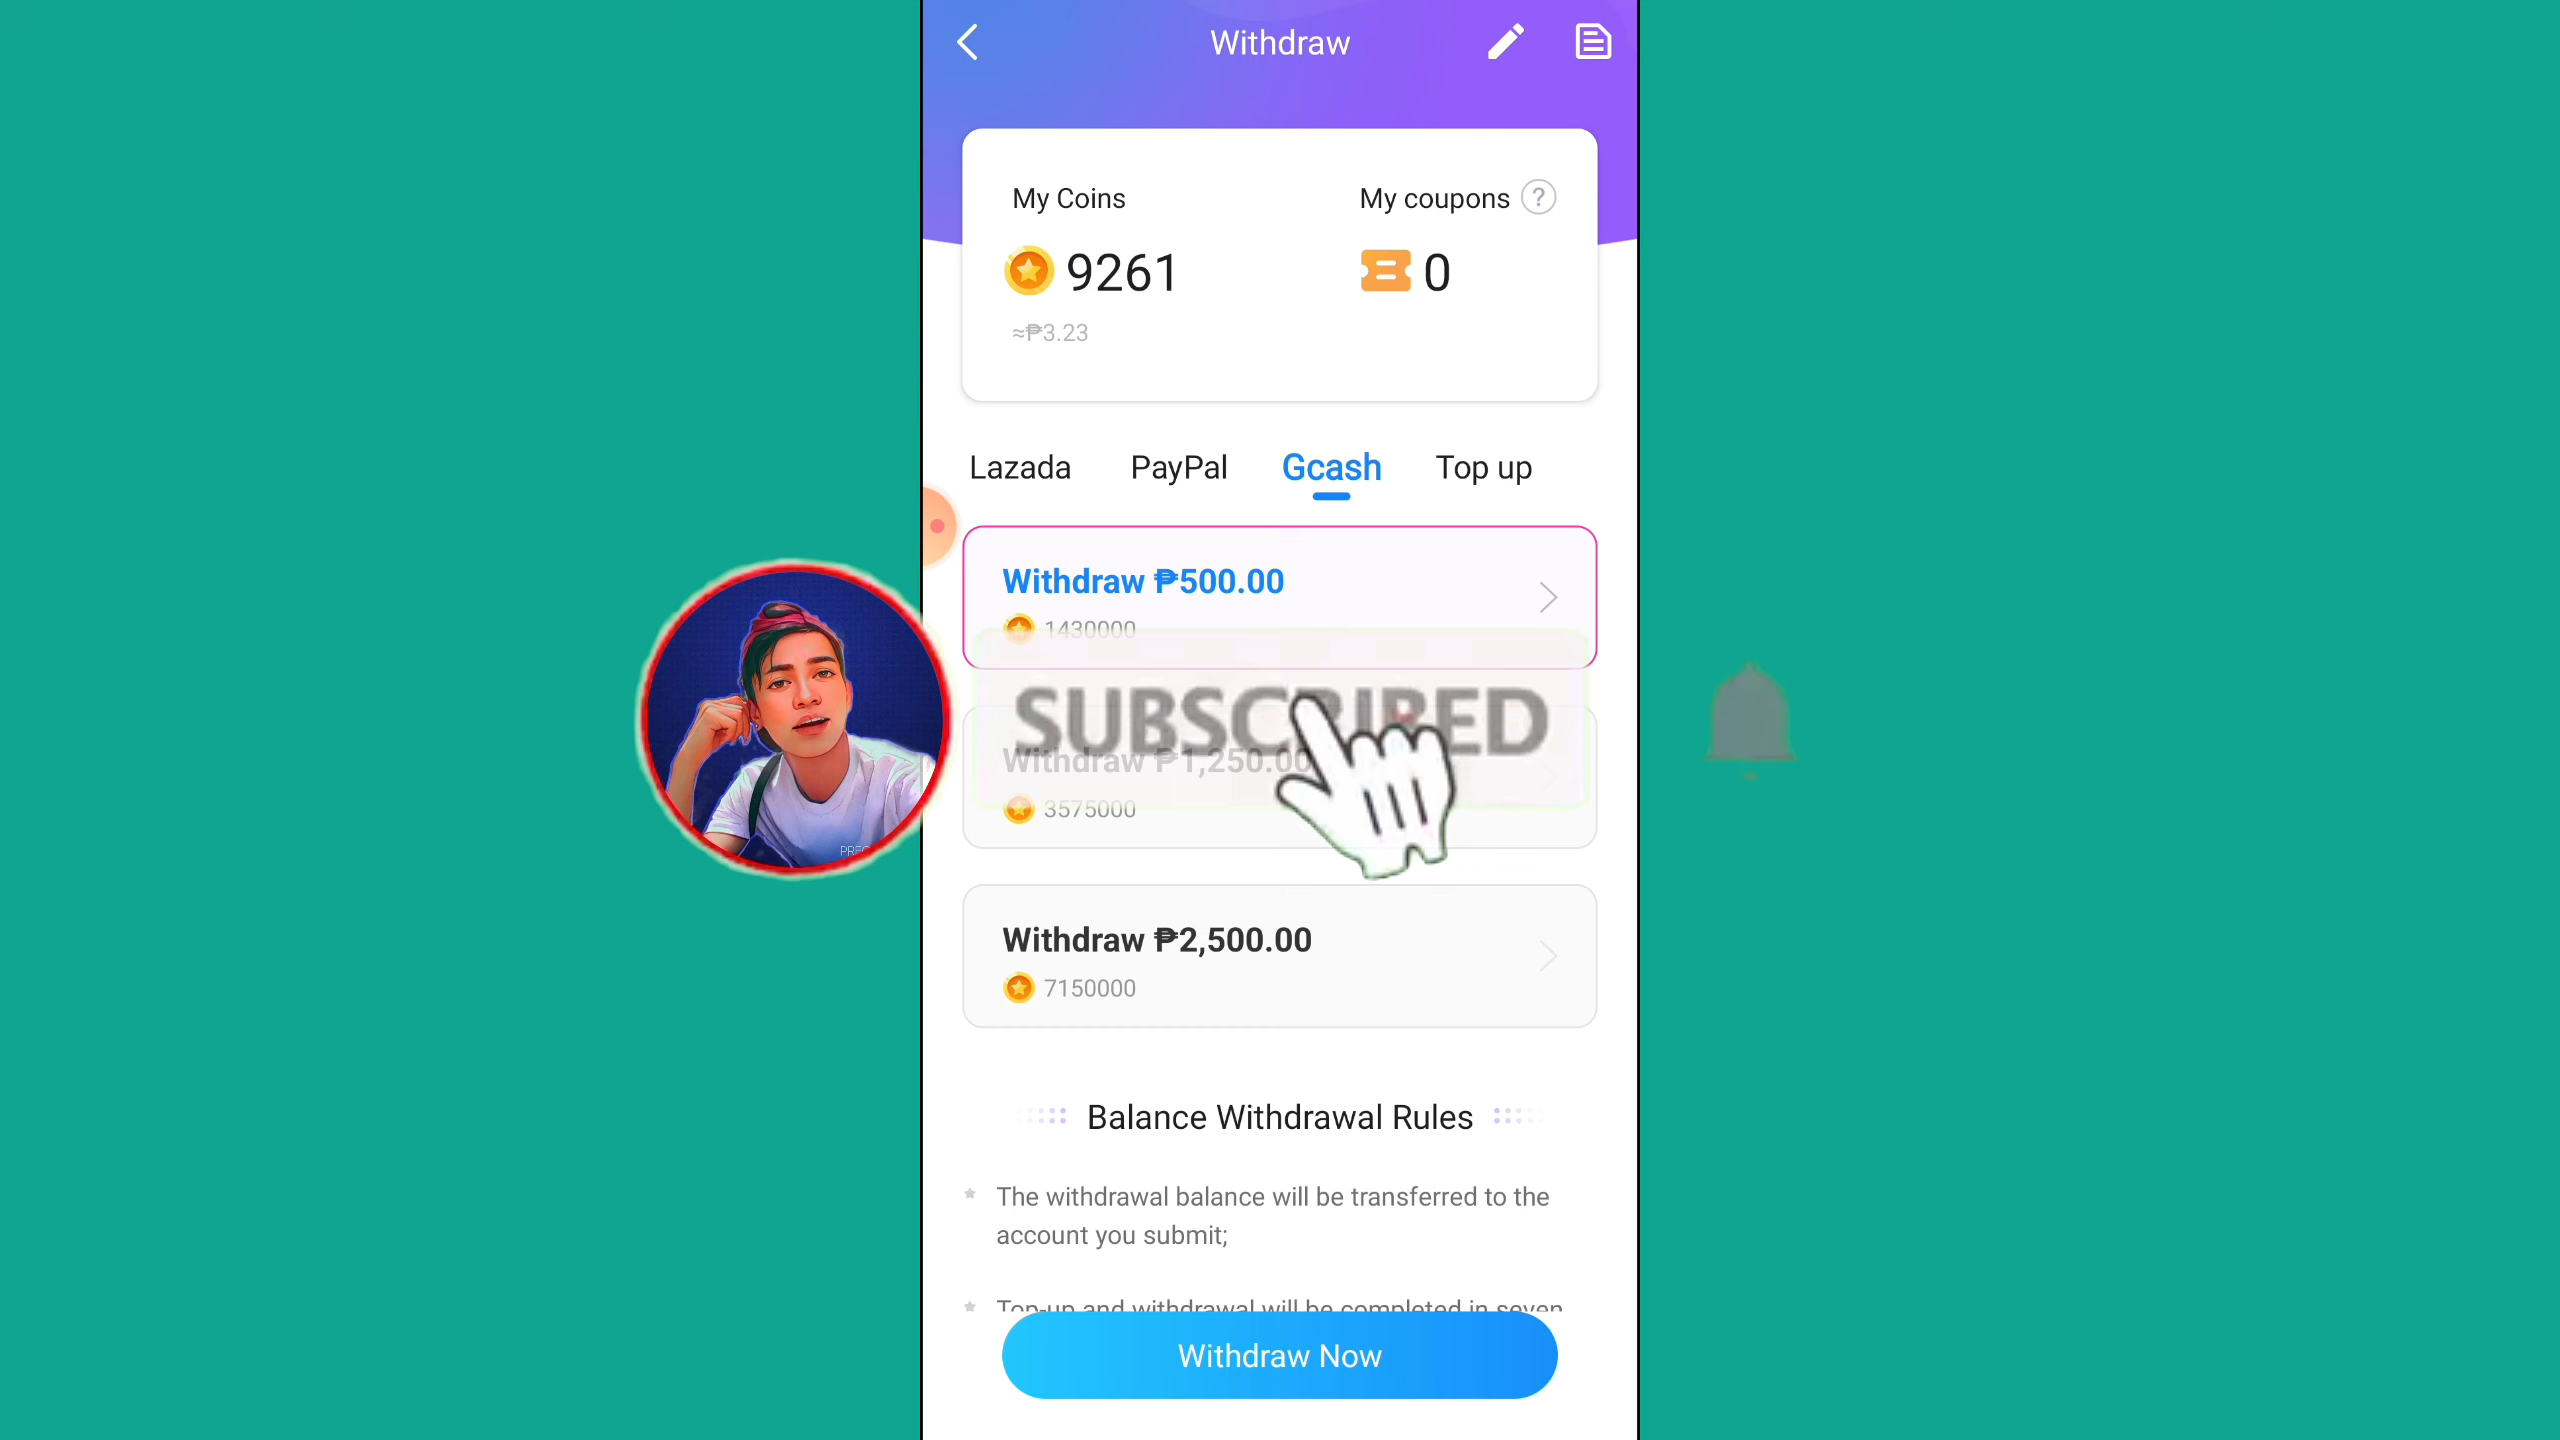 Withdraw
My Coins
My coupons ?
9261
0
≈₱3.23
Lazada PayPal Gcash Top up
Withdraw ₱500.00
1430000
SUBSCRIBED
Withdraw ₱1,250.00
3575000
Withdraw ₱2,500.00
7150000
Balance Withdrawal Rules
The withdrawal balance will be transferred to the
account you submit;
Top-up and withdrawal will be completed in seven
Withdraw Now